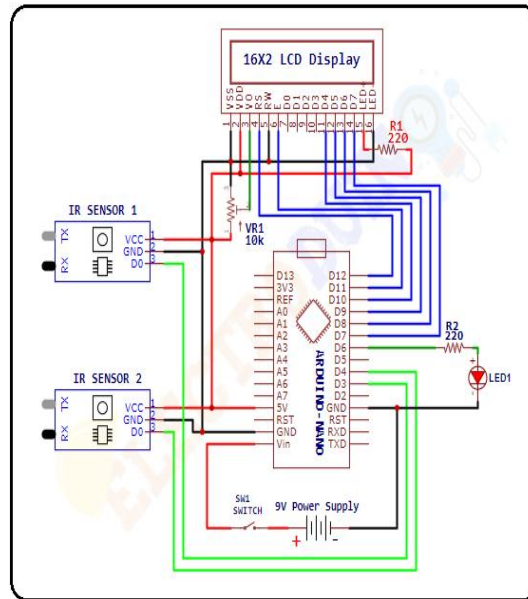 16X2 LCD Display
VSS
VDD
VO
RS
RW
E
D0
D1
D2
D3
D4
D5
D6
D7
LED+
LED-
1
2
3
4
5
6
7
8
9
10
11
12
13
14
5
6
R1
220
VR1
10k
3
1
IR SENSOR 1
TX
RX
VCC 1
GND 2
D0 3
IR SENSOR 2
TX
RX
VCC 1
GND 2
D0 3
D13
3V3
REF
A0
A1
A2
A3
A4
A5
A6
A7
5V
RST
GND
Vin
ARDUINO-NANO
D12
D11
D10
D9
D8
D7
D6
D5
D4
D3
D2
GND
RST
RXD
TXD
R2
220
+
-
LED1
SW1
SWITCH
9V Power Supply
+
-